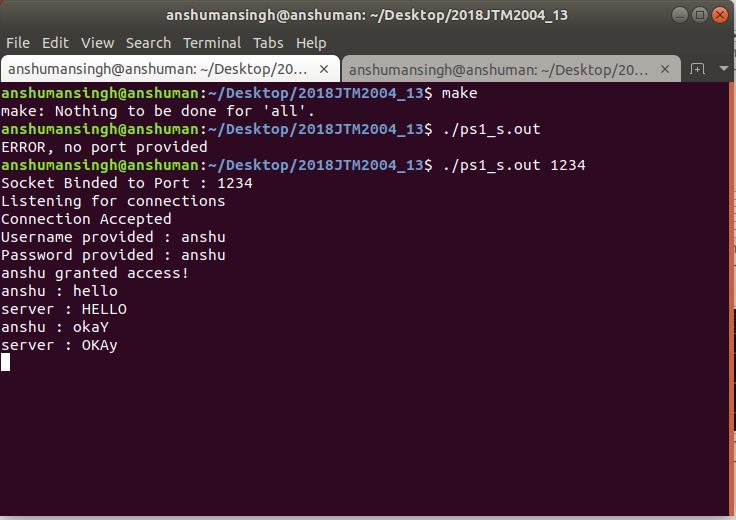 anshumansingh@anshuman: ~/Desktop/2018JTM2004_13
File Edit View Search Terminal Tabs Help
anshumansingh@anshuman: ~/Desktop/20... × anshumansingh@anshuman: ~/Desktop/20... ×
anshumansingh@anshuman:~/Desktop/2018JTM2004_13$ make
make: Nothing to be done for 'all'.
anshumansingh@anshuman:~/Desktop/2018JTM2004_13$ ./ps1_s.out
ERROR, no port provided
anshumansingh@anshuman:~/Desktop/2018JTM2004_13$ ./ps1_s.out 1234
Socket Binded to Port : 1234
Listening for connections
Connection Accepted
Username provided : anshu
Password provided : anshu
anshu granted access!
anshu : hello
server : HELLO
anshu : okaY
server : OKAy